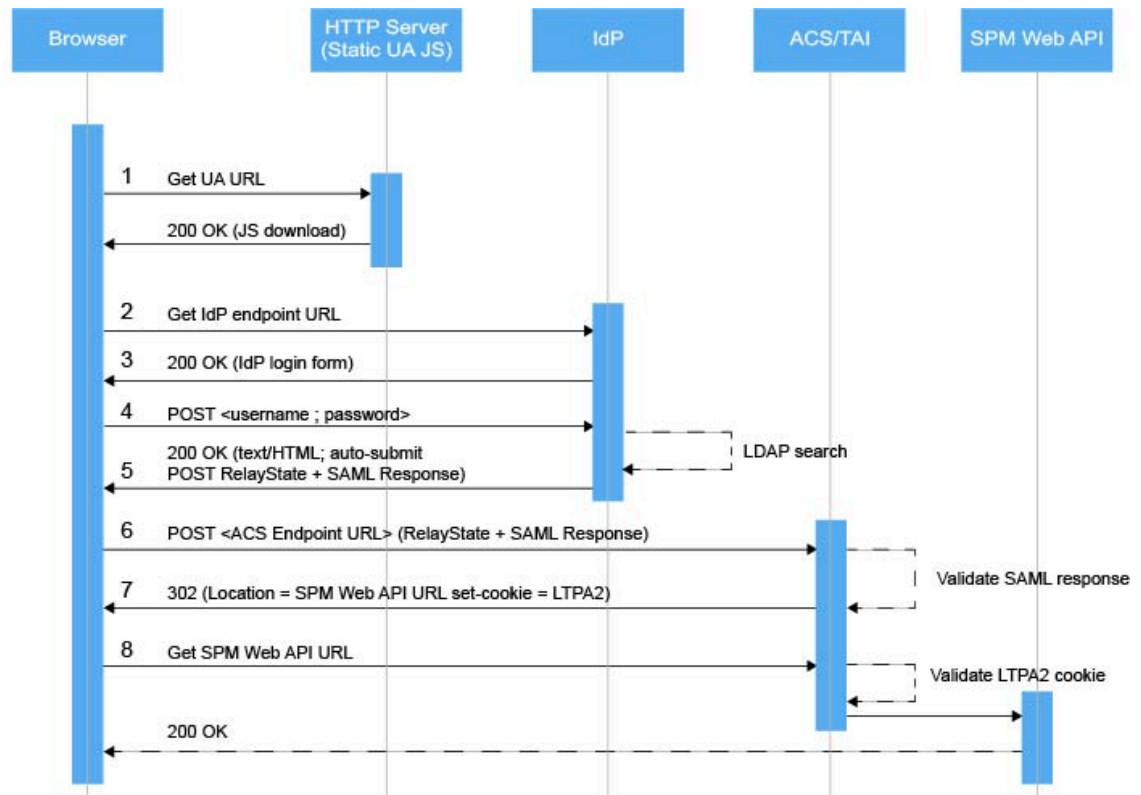 Browser
HTTP Server
(Static UA JS)
IdP
ACS/TAI
SPM Web API
1 Get UA URL
200 OK (JS download)
2 Get IdP endpoint URL
3 200 OK (IdP login form)
4 POST <username ; password>
LDAP search
200 OK (text/HTML; auto-submit
5 POST RelayState + SAML Response)
6 POST <ACS Endpoint URL> (RelayState + SAML Response)
Validate SAML response
7 302 (Location = SPM Web API URL set-cookie = LTPA2)
8 Get SPM Web API URL
Validate LTPA2 cookie
200 OK